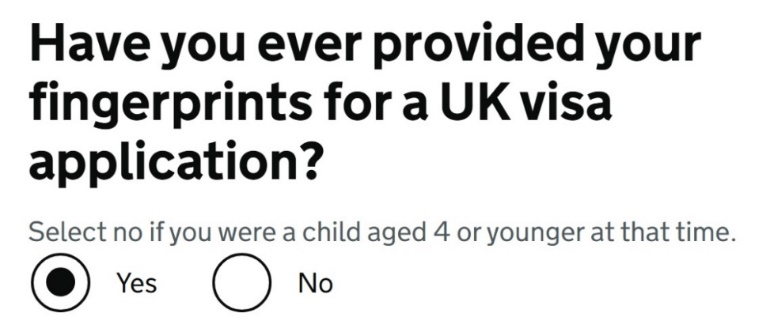 Have you ever provided your
fingerprints for a UK visa
application?
Select no if you were a child aged 4 or younger at that time.
Yes No